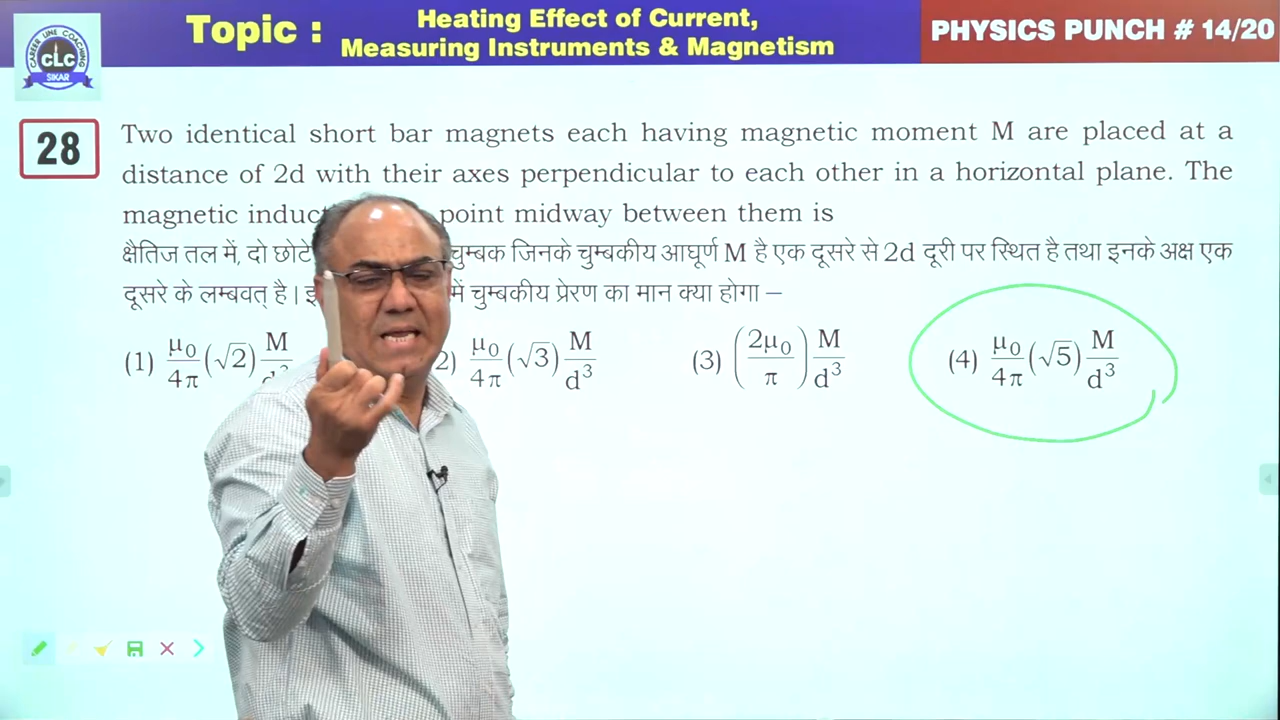 Topic : Heating Effect of Current,
Measuring Instruments & Magnetism
PHYSICS PUNCH # 14/20
CAREER LINE COACHING
CLC
SIKAR
28
Two identical short bar magnets each having magnetic moment M are placed at a
distance of 2d with their axes perpendicular to each other in a horizontal plane. The
magnetic point midway between them is
क्षैतिज तल में, दो छोटे चुम्बक जिनके चुम्बकीय आघूर्ण M है एक दूसरे से 2d दूरी पर स्थित है तथा इनके अक्ष एक
दूसरे के लम्बवत् है। में चुम्बकीय प्रेरण का मान क्या होगा –
(1) μ₀/4π (√2) M/d³ (2) μ₀/4π (√3) M/d³ (3) (2μ₀/π) M/d³ (4) μ₀/4π (√5) M/d³